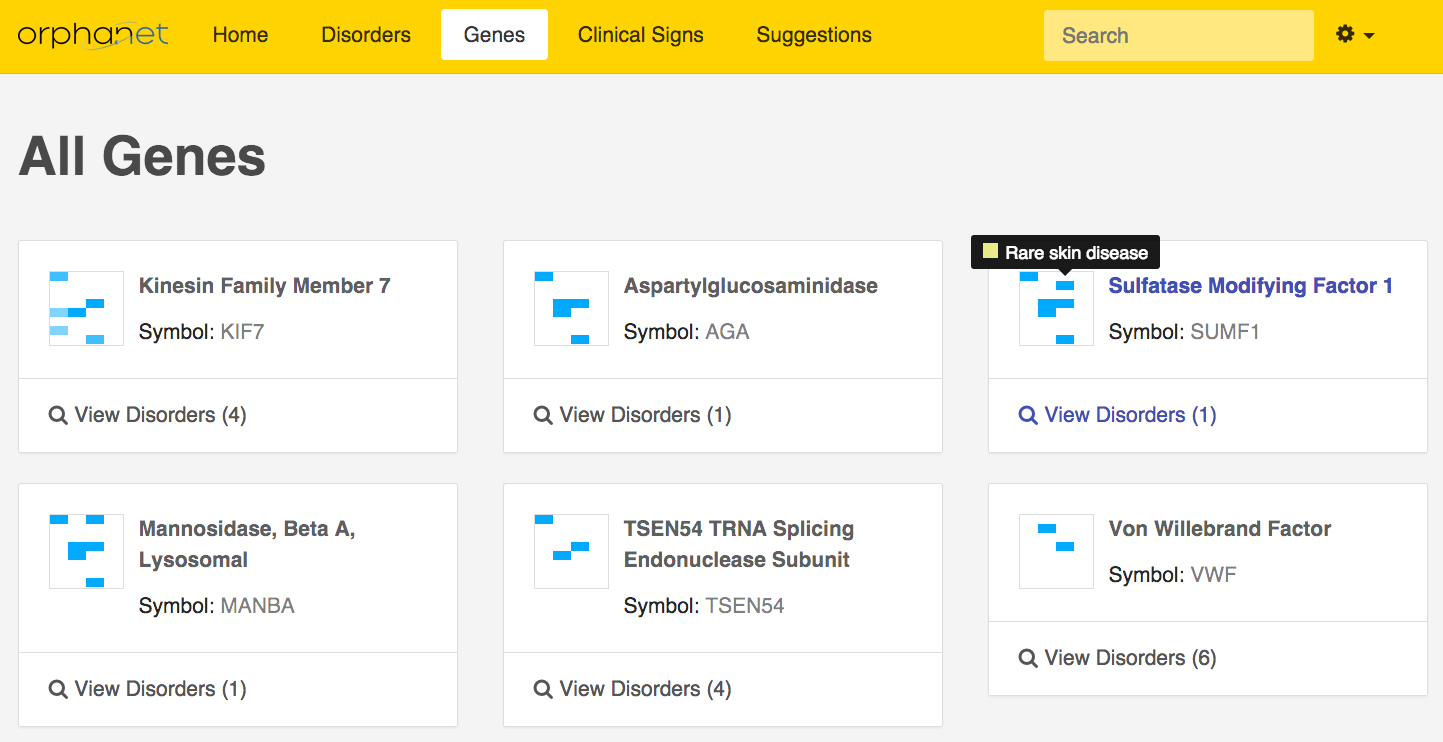 orphanet Home Disorders Genes Clinical Signs Suggestions Search
All Genes
Rare skin disease
Kinesin Family Member 7
Symbol: KIF7
View Disorders (4)
Aspartylglucosaminidase
Symbol: AGA
View Disorders (1)
Sulfatase Modifying Factor 1
Symbol: SUMF1
View Disorders (1)
Mannosidase, Beta A,
Lysosomal
Symbol: MANBA
View Disorders (1)
TSEN54 TRNA Splicing
Endonuclease Subunit
Symbol: TSEN54
View Disorders (4)
Von Willebrand Factor
Symbol: VWF
View Disorders (6)